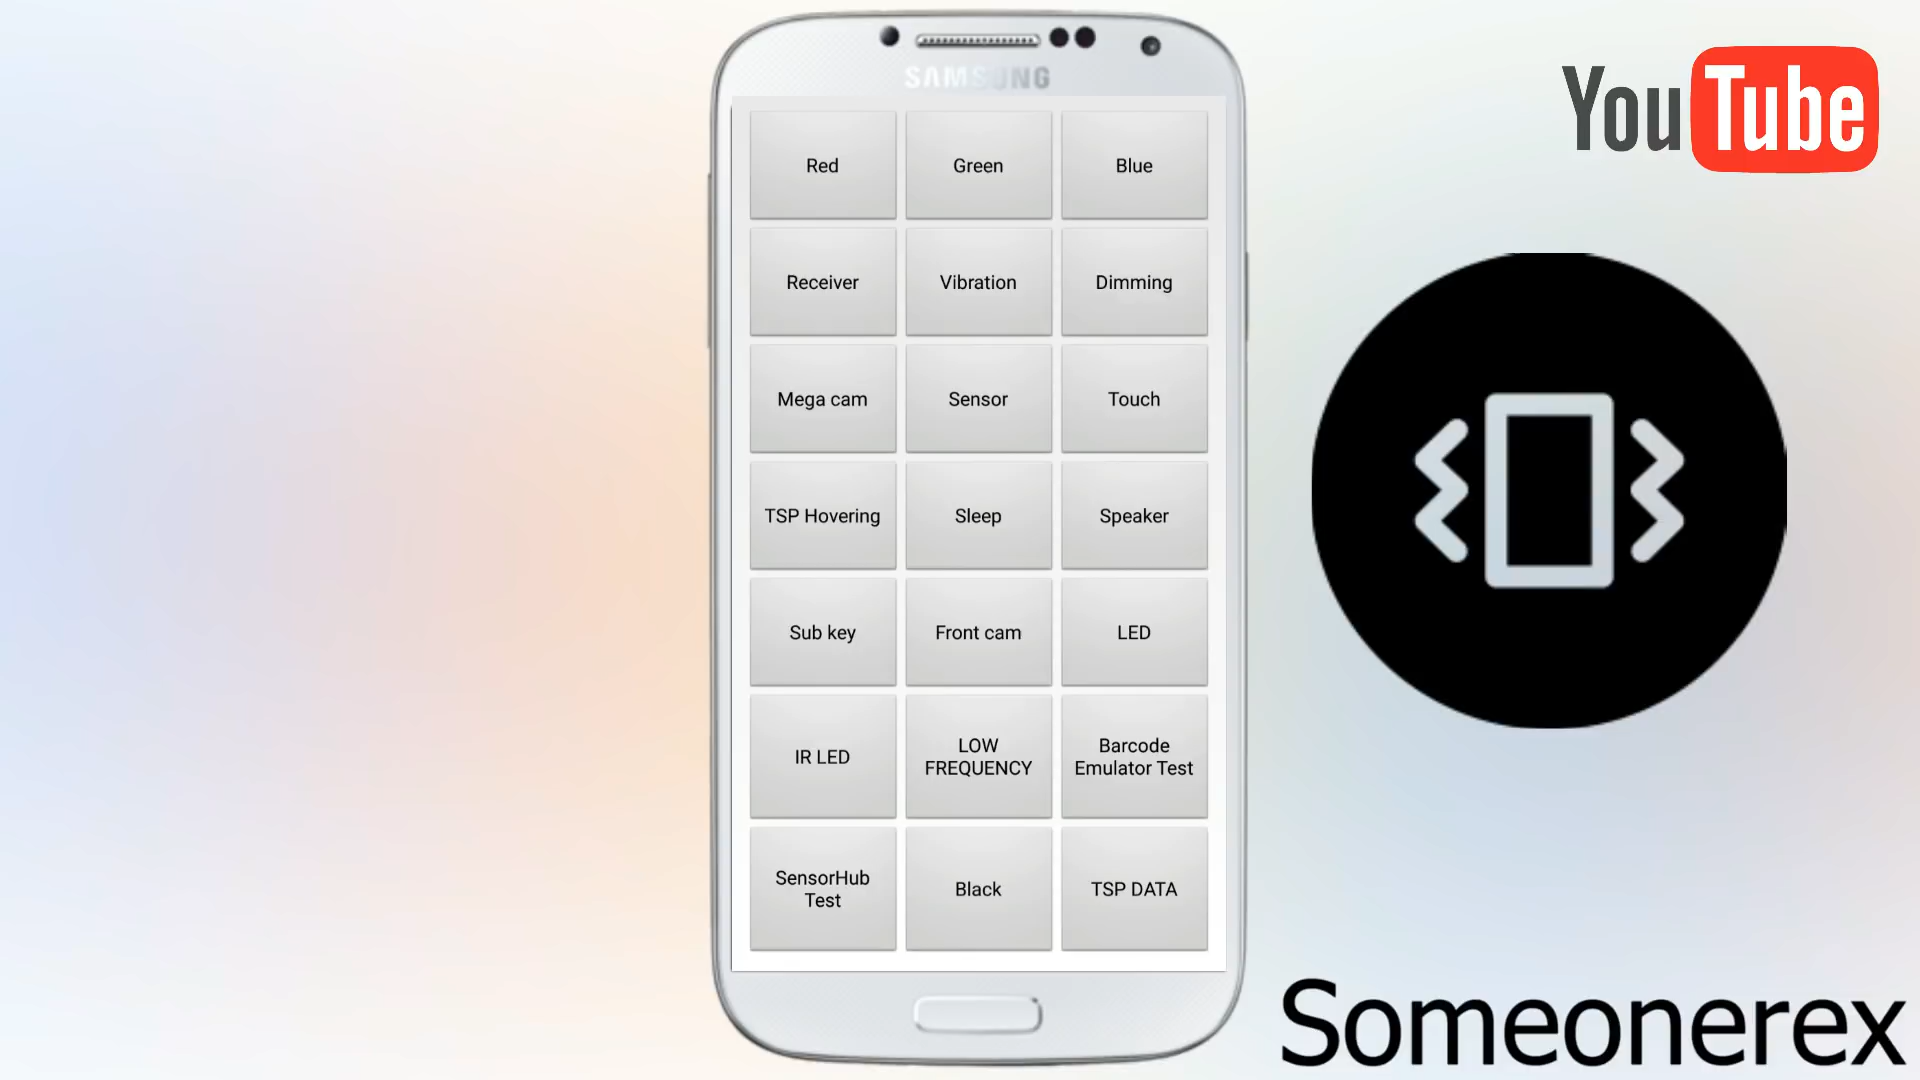 SAMSUNG
YouTube
Red
Green
Blue
Receiver
Vibration
Dimming
Mega cam
Sensor
Touch
TSP Hovering
Sleep
Speaker
Sub key
Front cam
LED
IR LED
LOW
FREQUENCY
Barcode
Emulator Test
SensorHub
Test
Black
TSP DATA
Someonerex